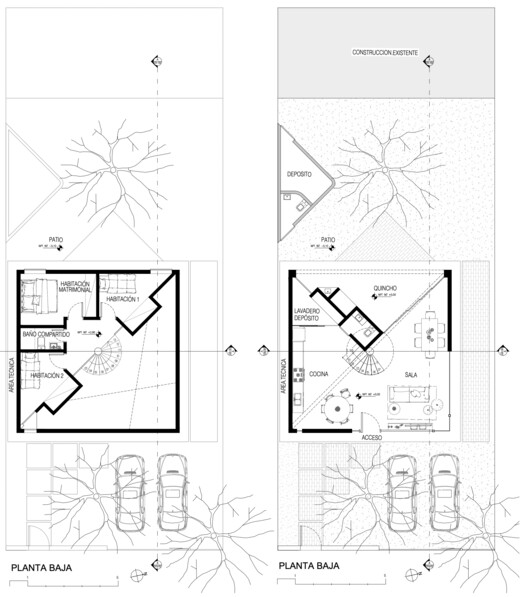 PATIO
HABITACIÓN
MATRIMONIAL
HABITACIÓN 1
BAÑO COMPARTIDO
HABITACIÓN 2
AREA TECNICA
PLANTA BAJA
CONSTRUCCION EXISTENTE
DEPOSITO
PATIO
QUINCHO
LAVADERO
DEPÓSITO
AREA TECNICA
COCINA
SALA
ACCESO
PLANTA BAJA